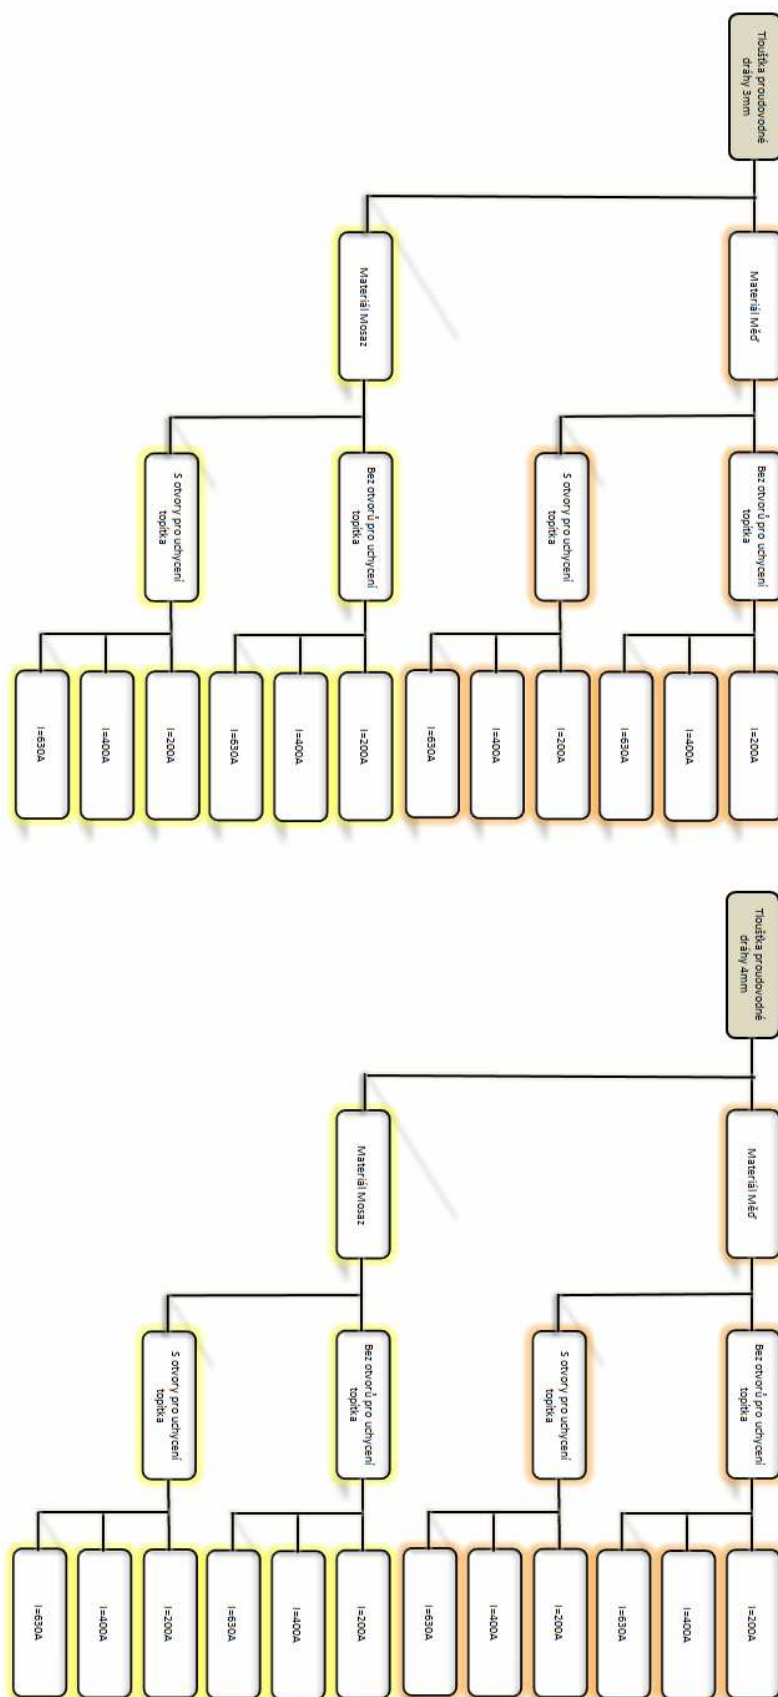 Tloušťka proudovodné
dráhy 3mm
Materiál Měď
Bez otvorů pro uchycení
topítka
I=200A
I=400A
I=630A
S otvory pro uchycení
topítka
I=200A
I=400A
I=630A
Materiál Mosaz
Bez otvorů pro uchycení
topítka
I=200A
I=400A
I=630A
S otvory pro uchycení
topítka
I=200A
I=400A
I=630A
Tloušťka proudovodné
dráhy 4mm
Materiál Měď
Bez otvorů pro uchycení
topítka
I=200A
I=400A
I=630A
S otvory pro uchycení
topítka
I=200A
I=400A
I=630A
Materiál Mosaz
Bez otvorů pro uchycení
topítka
I=200A
I=400A
I=630A
S otvory pro uchycení
topítka
I=200A
I=400A
I=630A